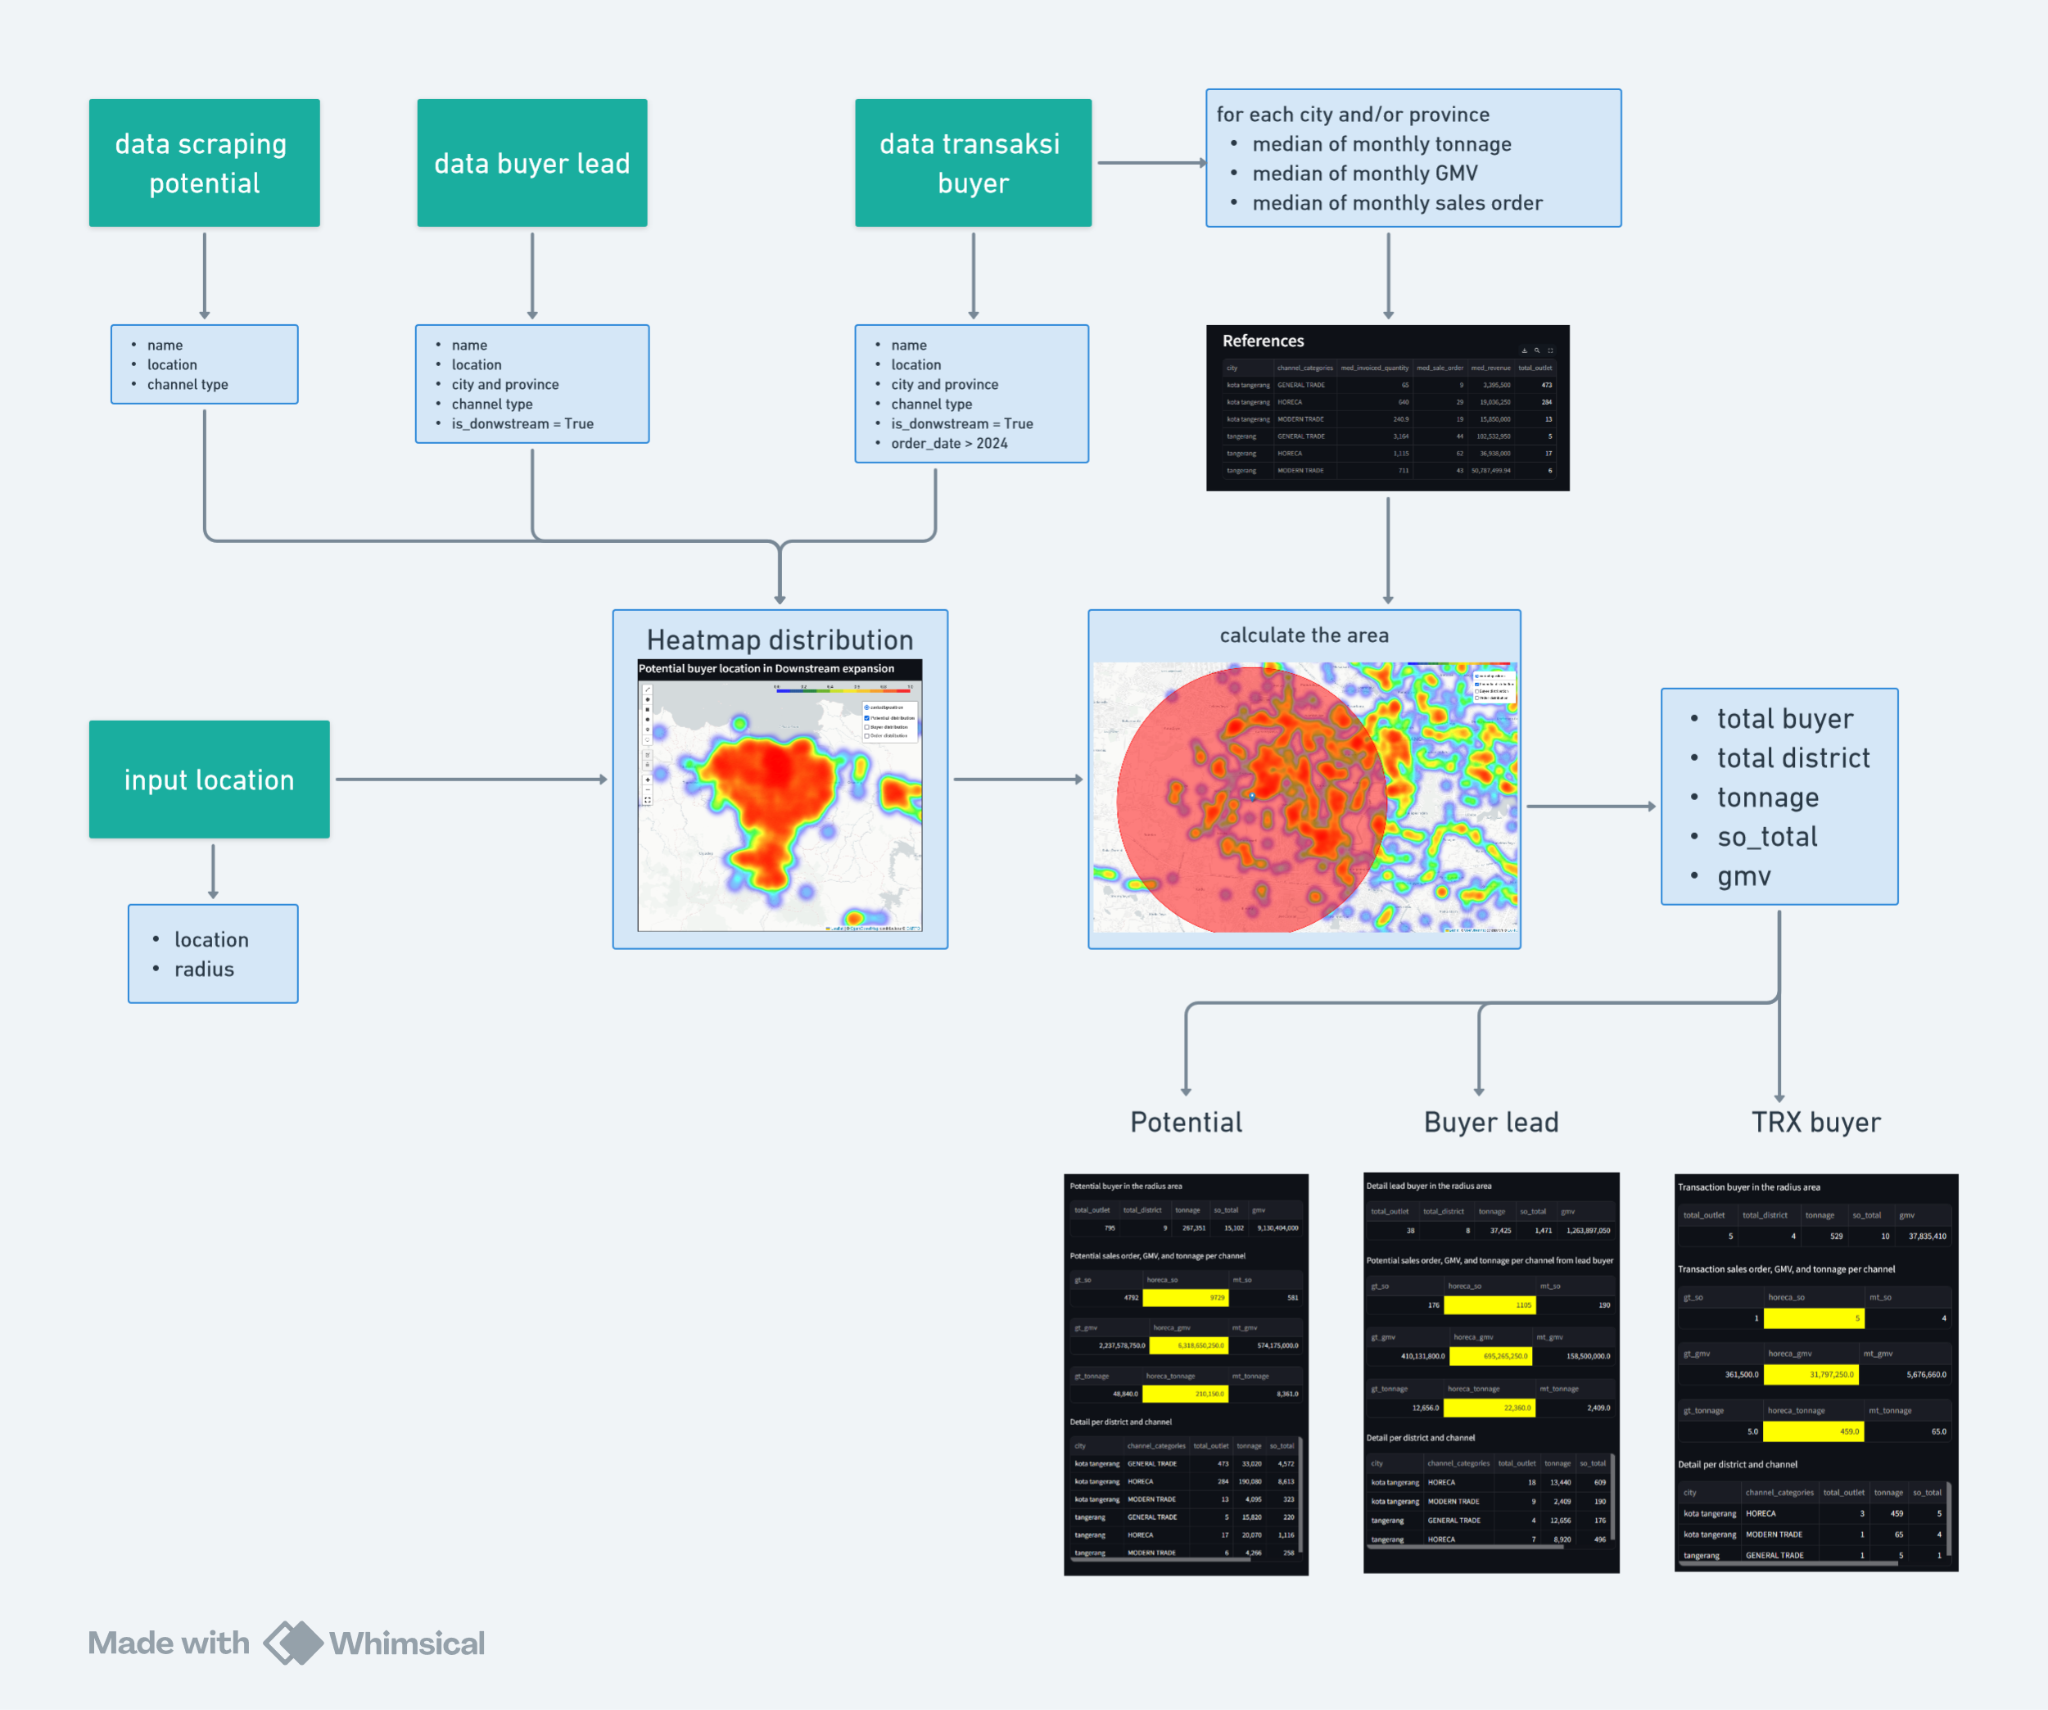 data scraping
potential
data buyer lead
data transaksi
buyer
for each city and/or province
• median of monthly tonnage
• median of monthly GMV
• median of monthly sales order
• name
• location
• channel type
• name
• location
• city and province
• channel type
• is_donwstream = True
• name
• location
• city and province
• channel type
• is_donwstream = True
• order_date > 2024
References
city channel_categories med_invoiced_quantity med_sale_order med_revenue total_outlet
kota tangerang GENERAL TRADE 65 9 473
kota tangerang HORECA 640 29 19,036,250 284
kota tangerang MODERN TRADE 240.9 19 15,850,000 13
tangerang GENERAL TRADE 3,164 44 102,532,950 5
tangerang HORECA 1,115 62 36,938,000 17
tangerang MODERN TRADE 711 43 50,787,499.94 6
input location
• location
• radius
Heatmap distribution
Potential buyer location in Downstream expansion
Potential distribution
Buyer distribution
calculate the area
• total buyer
• total district
• tonnage
• so_total
• gmv
Potential
Buyer lead
TRX buyer
Potential buyer in the radius area
total_outlet total_district tonnage so_total gmv
795 9 267,351 15,102 9,130,404,000
Potential sales order, GMV, and tonnage per channel
gt_so horeca_so mt_so
4792 9729 581
gt_gmv horeca_gmv mt_gmv
2,237,578,750.0 6,318,650,250.0 574,175,000.0
gt_tonnage horeca_tonnage mt_tonnage
48,840.0 210,150.0 8,361.0
Detail per district and channel
city channel_categories total_outlet tonnage so_total
kota tangerang GENERAL TRADE 473 33,020 4,572
kota tangerang HORECA 284 190,080 8,613
kota tangerang MODERN TRADE 13 4,095 323
tangerang GENERAL TRADE 5 15,820 220
tangerang HORECA 17 20,070 1,116
tangerang MODERN TRADE 6 4,266 258
Detail lead buyer in the radius area
total_outlet total_district tonnage so_total gmv
38 8 37,425 1,471 1,263,897,050
Potential sales order, GMV, and tonnage per channel from lead buyer
gt_so horeca_so mt_so
176 1105 190
gt_gmv horeca_gmv mt_gmv
410,131,800.0 695,265,250.0 158,500,000.0
gt_tonnage horeca_tonnage mt_tonnage
12,656.0 22,360.0 2,409.0
Detail per district and channel
city channel_categories total_outlet tonnage so_total
kota tangerang HORECA 18 13,440 609
kota tangerang MODERN TRADE 9 2,409 190
tangerang GENERAL TRADE 4 12,656 176
tangerang HORECA 7 8,920 496
Transaction buyer in the radius area
total_outlet total_district tonnage so_total gmv
5 4 529 10 37,835,410
Transaction sales order, GMV, and tonnage per channel
gt_so horeca_so mt_so
1 5 4
gt_gmv horeca_gmv mt_gmv
361,500.0 31,797,250.0 5,676,660.0
gt_tonnage horeca_tonnage mt_tonnage
5.0 459.0 65.0
Detail per district and channel
city channel_categories total_outlet tonnage so_total
kota tangerang HORECA 3 459 5
kota tangerang MODERN TRADE 1 65 4
tangerang GENERAL TRADE 1 5 1
Made with Whimsical